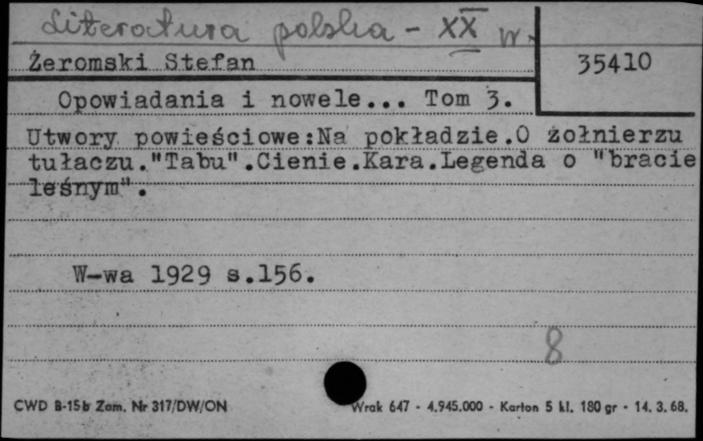 Literatura polska - XX w.
Żeromski Stefan
35410
Opowiadania i nowele... Tom 3.
Utwory powieściowe:Na pokładzie.O żołnierzu
tułaczu."Tabu".Cienie.Kara.Legenda o "bracie
leśnym".
W-wa 1929 s.156.
8
CWD B-15b Zam. Nr 317/DW/ON
Wrak 647 - 4.945.000 - Karton 5 kl. 180 gr - 14. 3. 68.